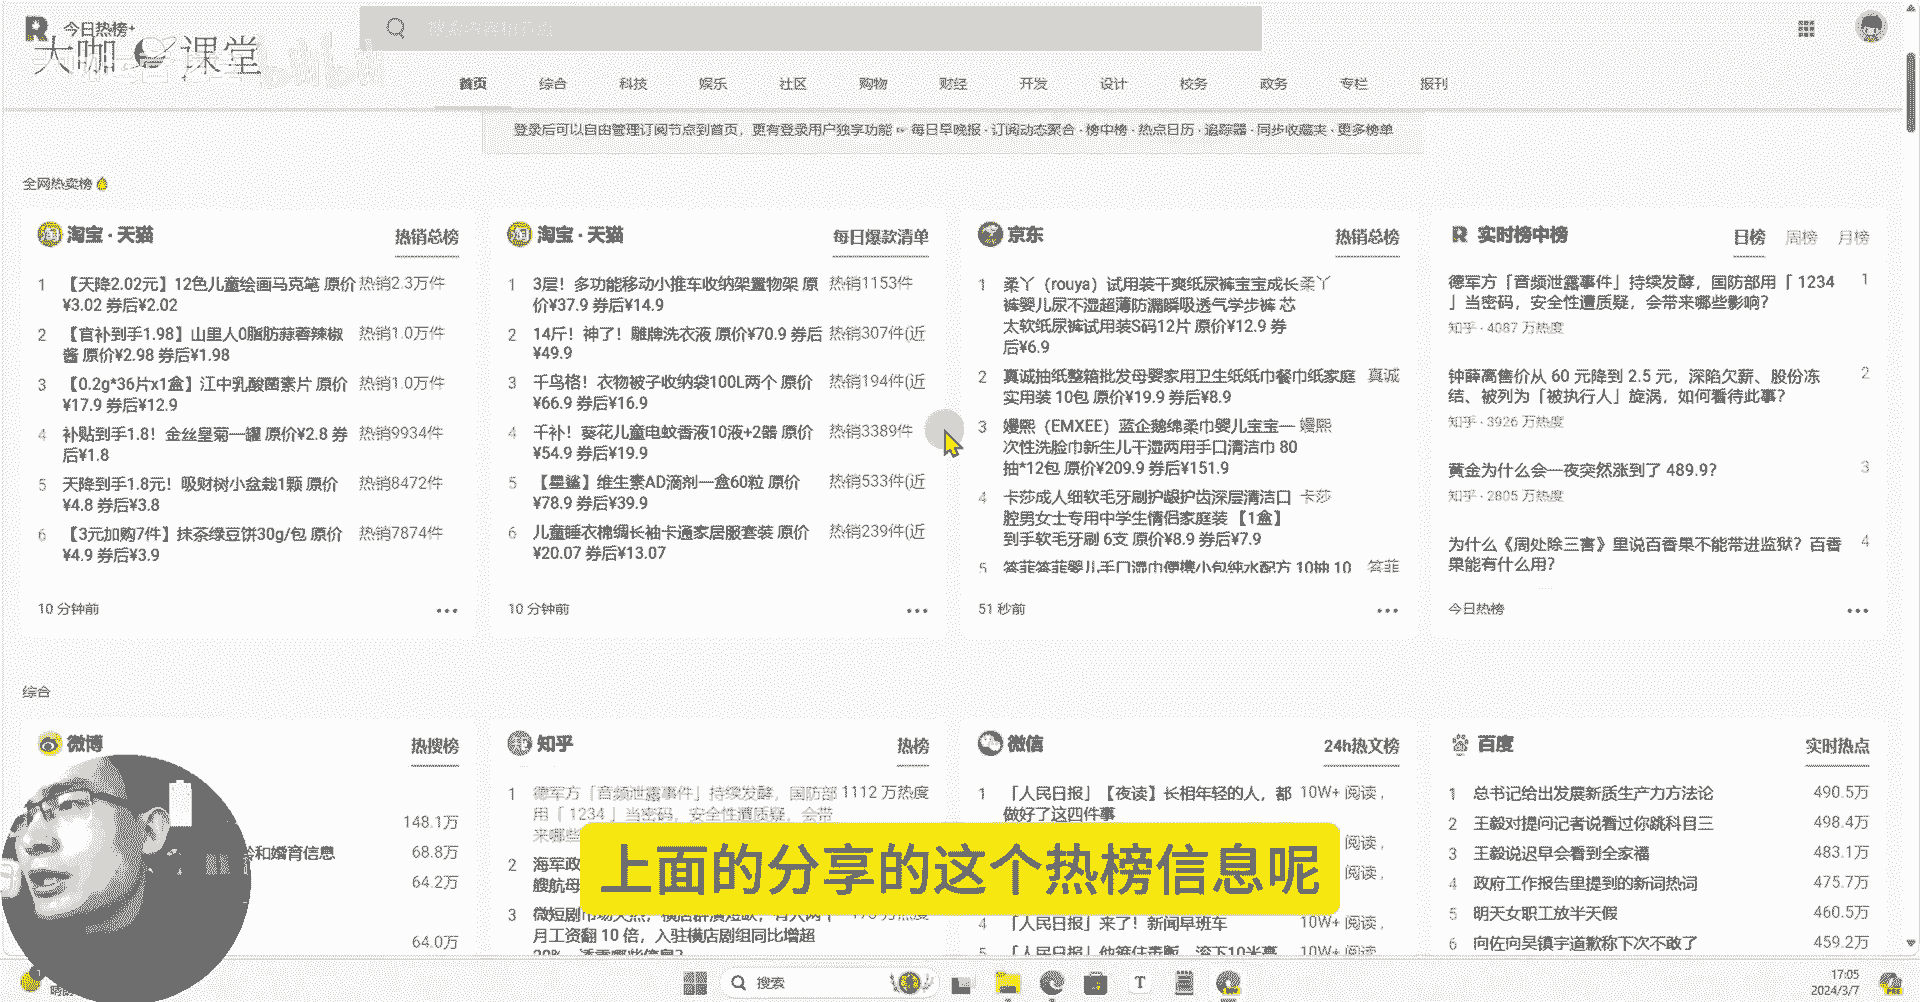 今日热榜+
大咖 课堂
首页 综合 科技 娱乐 社区 购物 财经 开发 设计 校务 政务 专栏 报刊
登录后可以自由管理订阅节点到首页，更有登录用户独享功能 ☞ 每日早晚报 · 订阅动态聚合 · 榜中榜 · 热点日历 · 追踪器 · 同步收藏夹 · 更多榜单
全网热卖榜
淘宝 · 天猫 热销总榜
1 【天降2.02元】12色儿童绘画马克笔 原价 热销2.3万件
¥3.02 券后¥2.02
2 【官补到手1.98】山里人0脂肪蒜蓉辣椒 热销1.0万件
酱 原价¥2.98 券后¥1.98
3 【0.2g*36片x1盒】江中乳酸菌素片 原价 热销1.0万件
¥17.9 券后¥12.9
4 补贴到手1.8！金丝皇菊一罐 原价¥2.8 券 热销9934件
后¥1.8
5 天降到手1.8元！吸财树小盆栽1颗 原价 热销8472件
¥4.8 券后¥3.8
6 【3元加购7件】抹茶绿豆饼30g/包 原价 热销7874件
¥4.9 券后¥3.9
10 分钟前
淘宝 · 天猫 每日爆款清单
1 3层！多功能移动小推车收纳架置物架 原 热销1153件
价¥37.9 券后¥14.9
2 14斤！神了！雕牌洗衣液 原价¥70.9 券后 热销307件(近
¥49.9
3 千鸟格！衣物被子收纳袋100L两个 原价 热销194件(近
¥66.9 券后¥16.9
4 千补！葵花儿童电蚊香液10液+2器 原价 热销3389件
¥54.9 券后¥19.9
5 【星鲨】维生素AD滴剂一盒60粒 原价 热销533件(近
¥78.9 券后¥39.9
6 儿童睡衣棉绸长袖卡通家居服套装 原价 热销239件(近
¥20.07 券后¥13.07
10 分钟前
京东 热销总榜
1 柔丫（rouya）试用装干爽纸尿裤宝宝成长 柔丫
裤婴儿尿不湿超薄防漏瞬吸透气学步裤 芯
太软纸尿裤试用装S码12片 原价¥12.9 券
后¥6.9
2 真诚抽纸整箱批发母婴家用卫生纸纸巾餐巾纸家庭 真诚
实用装 10包 原价¥19.9 券后¥8.9
3 嫚熙（EMXEE）蓝企鹅绵柔巾婴儿宝宝一 嫚熙
次性洗脸巾新生儿干湿两用手口清洁巾 80
抽*12包 原价¥209.9 券后¥151.9
4 卡莎成人细软毛牙刷护龈护齿深层清洁口 卡莎
腔男女士专用中学生情侣家庭装 【1盒】
到手软毛牙刷 6支 原价¥8.9 券后¥7.9
5 答菲答菲婴儿手口湿巾便携小包纯水配方 10抽 10 答菲
51 秒前
实时榜中榜 日榜 周榜 月榜
德军方「音频泄露事件」持续发酵，国防部用「 1234 1
」当密码，安全性遭质疑，会带来哪些影响？
知乎 · 4087 万热度
钟薛高售价从 60 元降到 2.5 元，深陷欠薪、股份冻 2
结、被列为「被执行人」旋涡，如何看待此事？
知乎 · 3926 万热度
黄金为什么会一夜突然涨到了 489.9？ 3
知乎 · 2805 万热度
为什么《周处除三害》里说百香果不能带进监狱？百香 4
果能有什么用？
今日热榜
综合
微博 热搜榜
148.1万
和婚育信息 68.8万
64.2万
64.0万
知乎 热榜
1 德军方「音频泄露事件」持续发酵，国防部 1112 万热度
用「 1234 」当密码，安全性遭质疑，会带
来哪些
2 海军政
艘航母
3
月工资翻 10 倍，入驻横店剧组同比增超
微信 24h热文榜
1 「人民日报」【夜读】长相年轻的人，都 10W+ 阅读，
做好了这四件事
阅读，
阅读，
4 「人民日报」来了！新闻早班车 10W+ 阅读，
百度 实时热点
1 总书记给出发展新质生产力方法论 490.5万
2 王毅对提问记者说看过你跳科目三 498.4万
3 王毅说迟早会看到全家福 483.1万
4 政府工作报告里提到的新词热词 475.7万
5 明天女职工放半天假 460.5万
6 向佐向吴镇宇道歉称下次不敢了 459.2万
上面的分享的这个热榜信息呢
搜索
17:05
2024/3/7